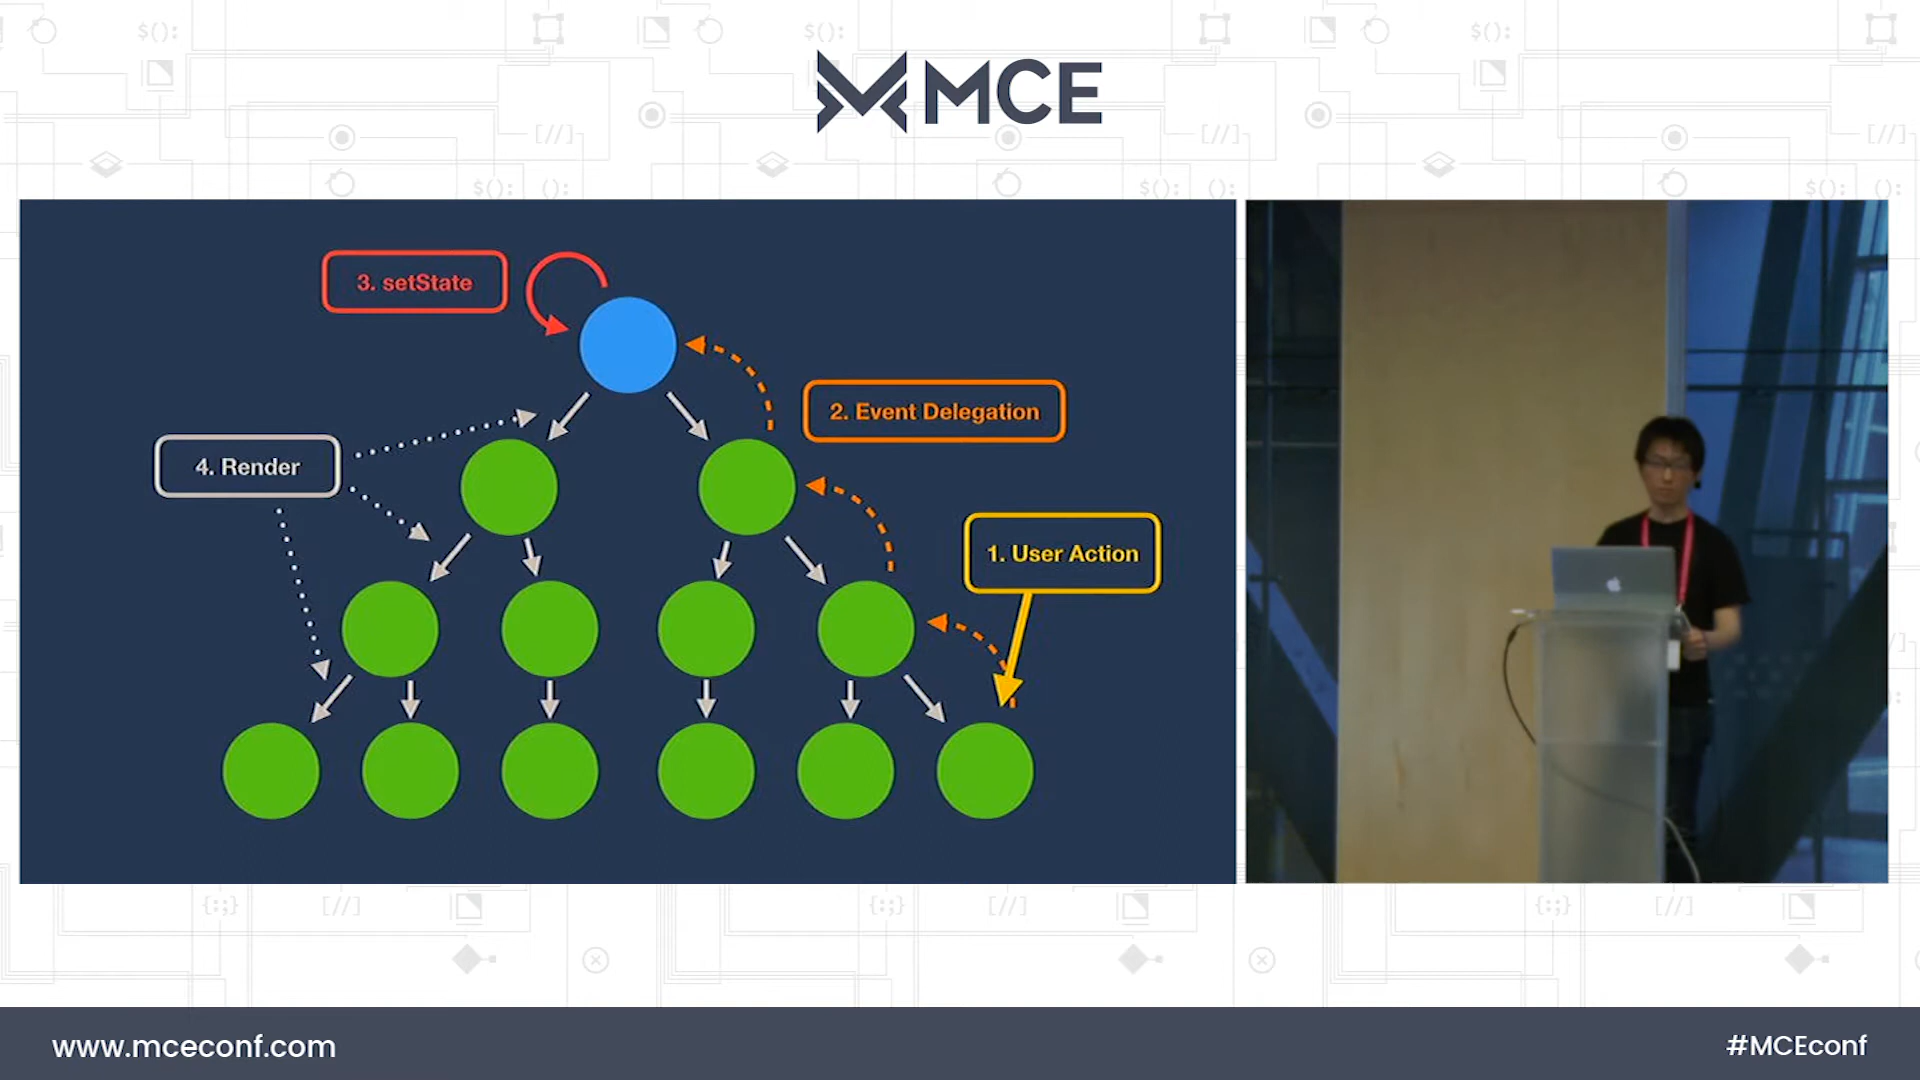 MCE
3. setState
2. Event Delegation
4. Render
1. User Action
www.mceconf.com
#MCEconf